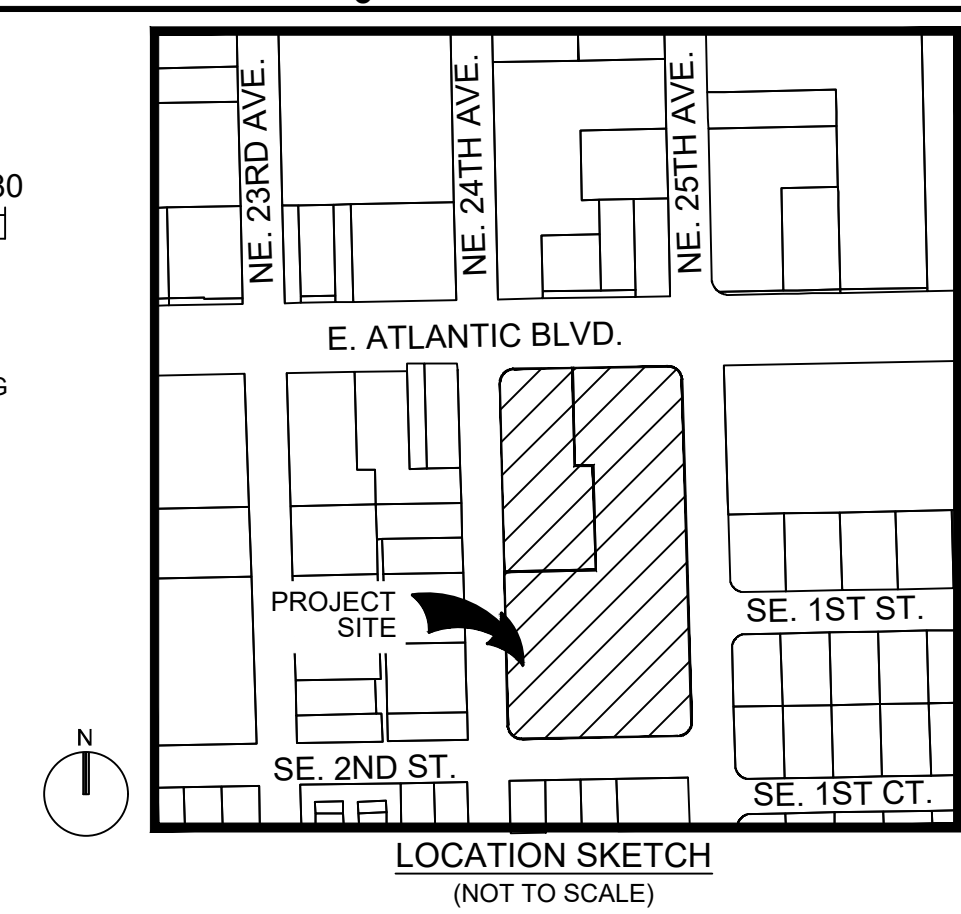 NE. 23RD AVE.
NE. 24TH AVE.
NE. 25TH AVE.
E. ATLANTIC BLVD.
PROJECT
SITE
SE. 1ST ST.
SE. 2ND ST.
SE. 1ST CT.
N
LOCATION SKETCH
(NOT TO SCALE)